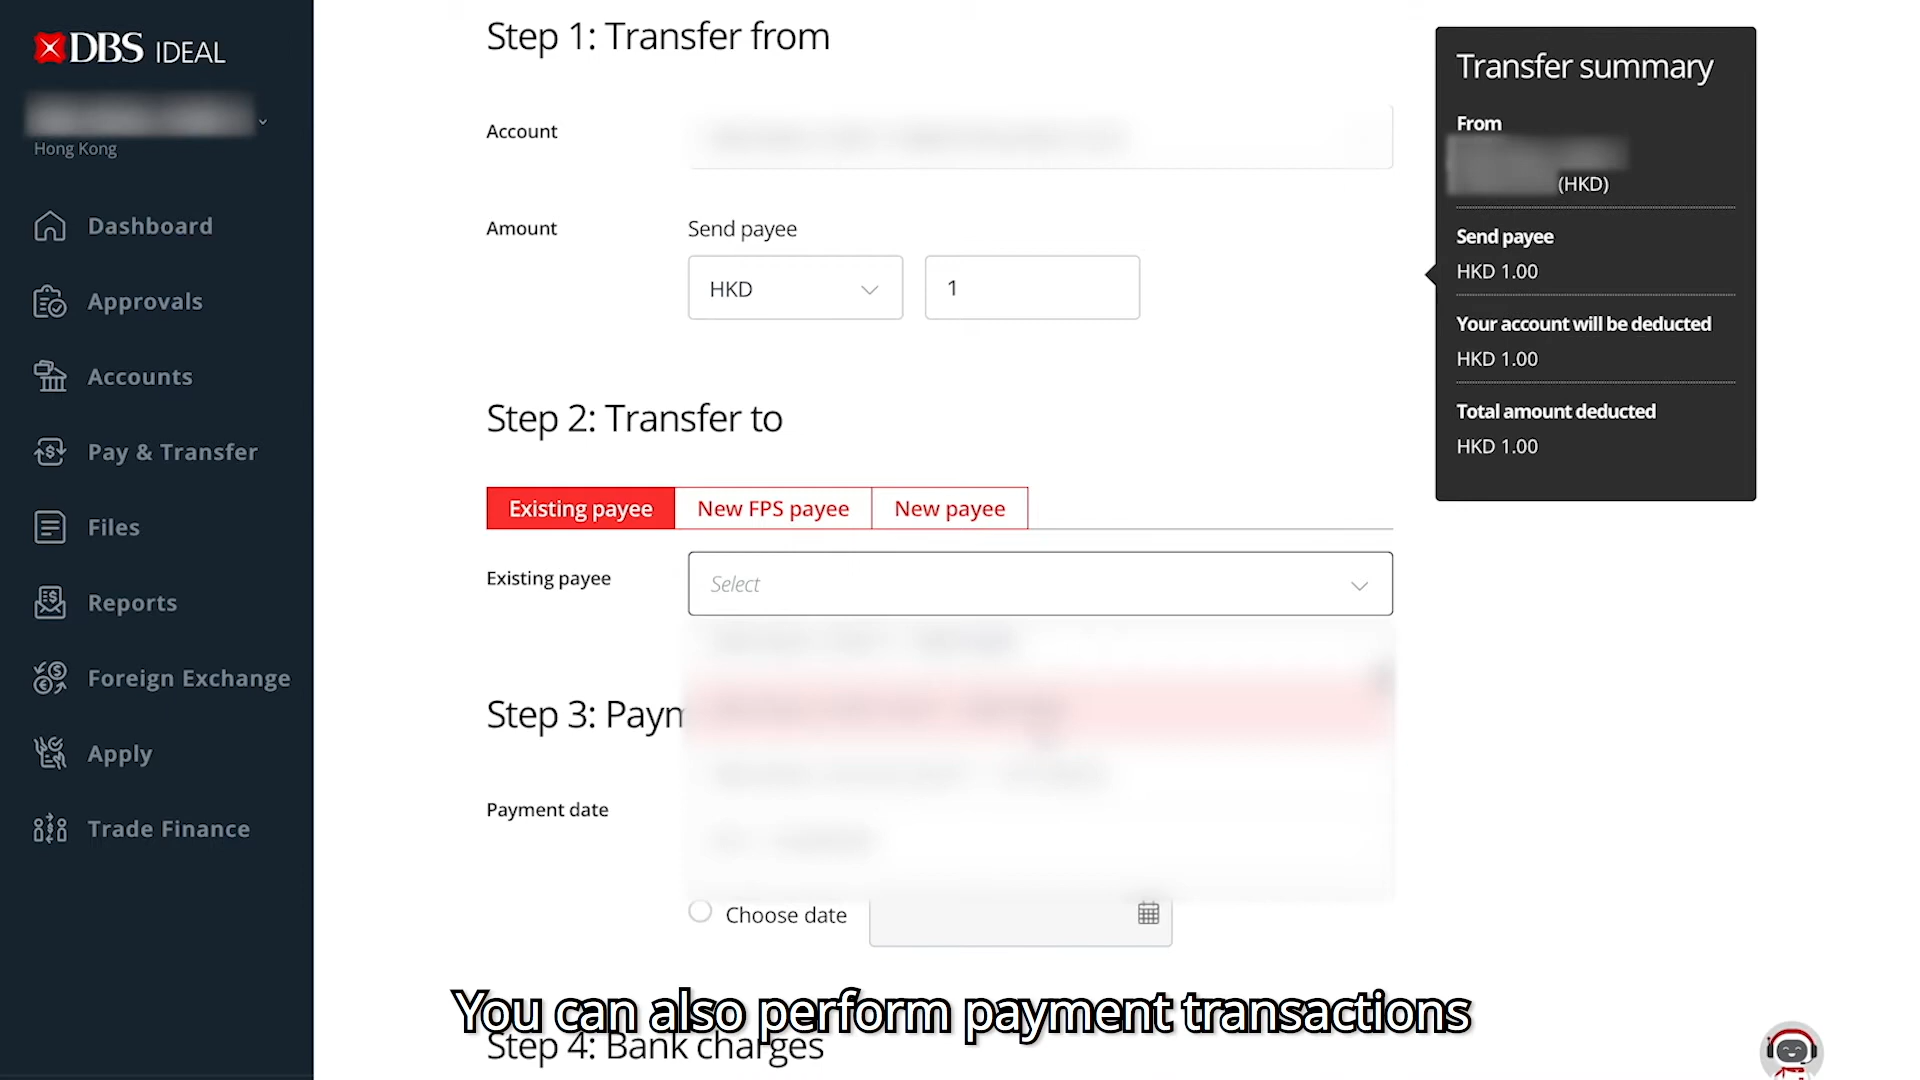 DBS IDEAL
Hong Kong
Dashboard
Approvals
Accounts
Pay & Transfer
Files
Reports
Foreign Exchange
Apply
Trade Finance
Step 1: Transfer from
Account
Amount
Send payee
HKD
1
Step 2: Transfer to
Existing payee
New FPS payee
New payee
Existing payee
Select
Step 3: Paym
Payment date
Choose date
Step 4: Bank charges
You can also perform payment transactions
Transfer summary
From
(HKD)
Send payee
HKD 1.00
Your account will be deducted
HKD 1.00
Total amount deducted
HKD 1.00